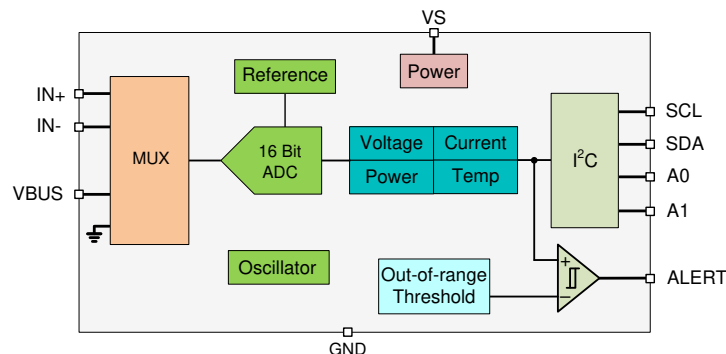 VS
Reference
Power
IN+
IN-
VBUS
MUX
16 Bit
ADC
Voltage
Current
Power
Temp
I²C
SCL
SDA
A0
A1
Oscillator
Out-of-range
Threshold
+
−
ALERT
GND